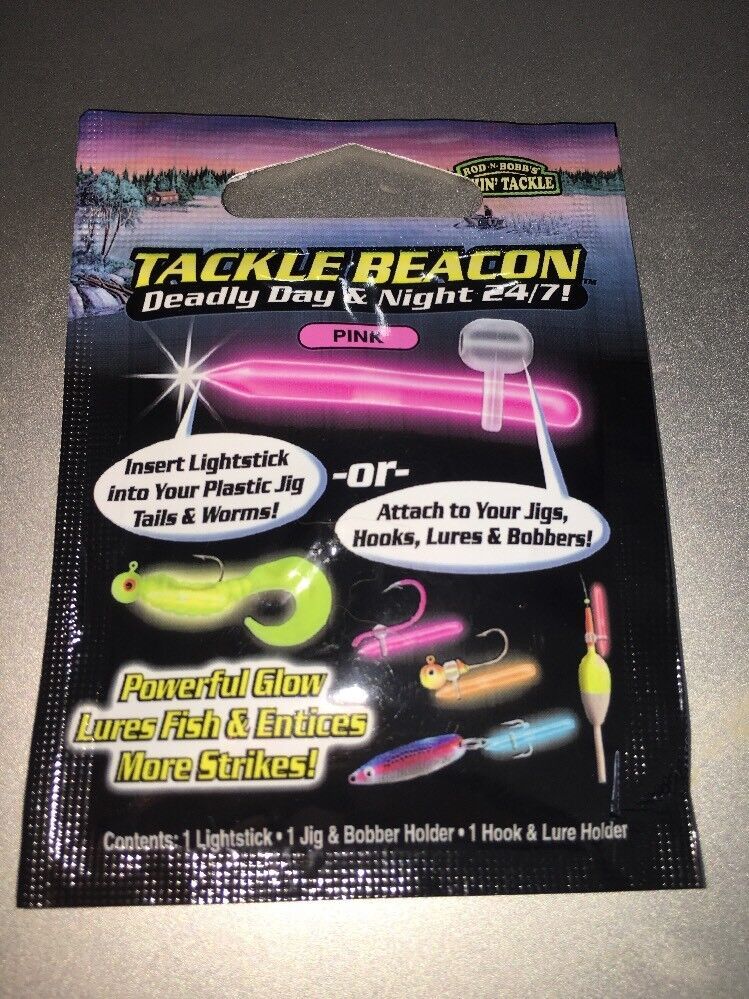 ROD-N-BOBB'S
TACKLE
TACKLE BEACON™
Deadly Day & Night 24/7!
PINK
Insert Lightstick
into Your Plastic Jig
Tails & Worms!
-or-
Attach to Your Jigs,
Hooks, Lures & Bobbers!
Powerful Glow
Lures Fish & Entices
More Strikes!
Contents: 1 Lightstick • 1 Jig & Bobber Holder • 1 Hook & Lure Holder